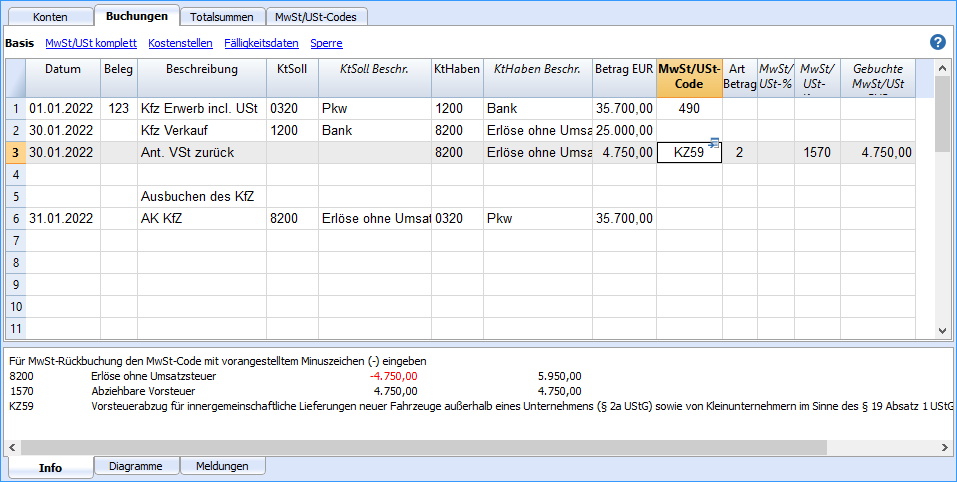 Konten Buchungen Totalsummen MwSt/USt-Codes
Basis MwSt/USt komplett Kostenstellen Fälligkeitsdaten Sperre ?
Datum Beleg Beschreibung KtSoll KtSoll Beschr. KtHaben KtHaben Beschr. Betrag EUR MwSt/USt-Code Art Betrag MwSt/USt-% MwSt/USt- Gebuchte MwSt/USt
1 01.01.2022 123 Kfz Erwerb incl. USt 0320 Pkw 1200 Bank 35.700,00 490
2 30.01.2022 Kfz Verkauf 1200 Bank 8200 Erlöse ohne Umsa 25.000,00
3 30.01.2022 Ant. VSt zurück 8200 Erlöse ohne Umsa 4.750,00 KZ59 2 1570 4.750,00
4
5 Ausbuchen des KfZ
6 31.01.2022 AK KfZ 8200 Erlöse ohne Umsat 0320 Pkw 35.700,00
7
8
9
10
11
Für MwSt-Rückbuchung den MwSt-Code mit vorangestelltem Minuszeichen (-) eingeben
8200 Erlöse ohne Umsatzsteuer -4.750,00 5.950,00
1570 Abziehbare Vorsteuer 4.750,00 4.750,00
KZ59 Vorsteuerabzug für innergemeinschaftliche Lieferungen neuer Fahrzeuge außerhalb eines Unternehmens (§ 2a UStG) sowie von Kleinunternehmern im Sinne des § 19 Absatz 1 UStG
Info Diagramme Meldungen